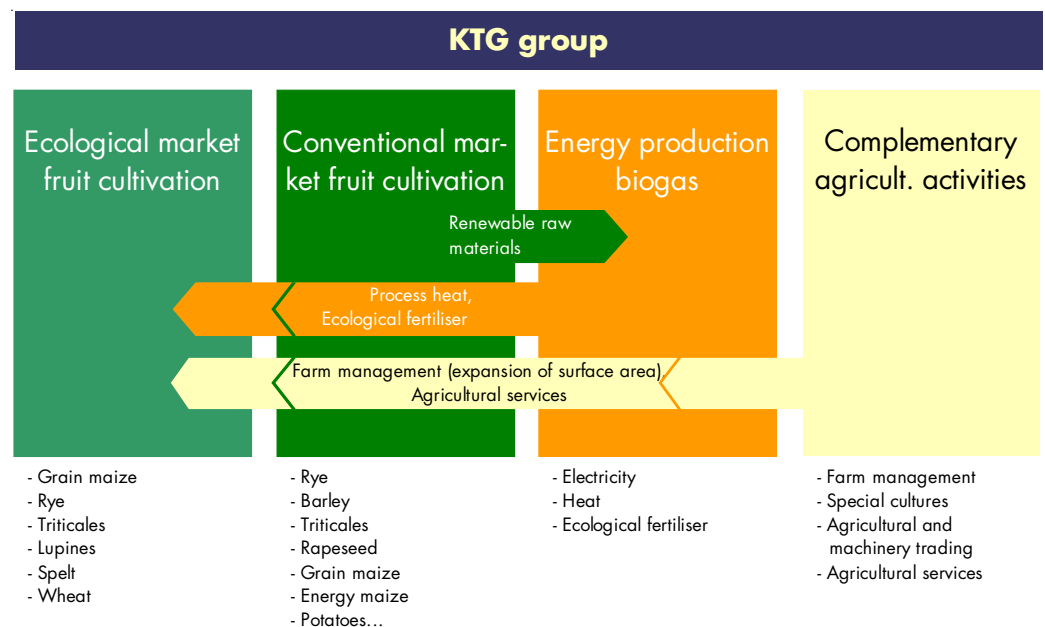 KTG group
Ecological market
fruit cultivation
Conventional mar-
ket fruit cultivation
Energy production
biogas
Complementary
agricult. activities
Renewable raw
materials
Process heat,
Ecological fertiliser
Farm management (expansion of surface area),
Agricultural services
- Grain maize
- Rye
- Triticales
- Lupines
- Spelt
- Wheat
- Rye
- Barley
- Triticales
- Rapeseed
- Grain maize
- Energy maize
- Potatoes...
- Electricity
- Heat
- Ecological fertiliser
- Farm management
- Special cultures
- Agricultural and
machinery trading
- Agricultural services